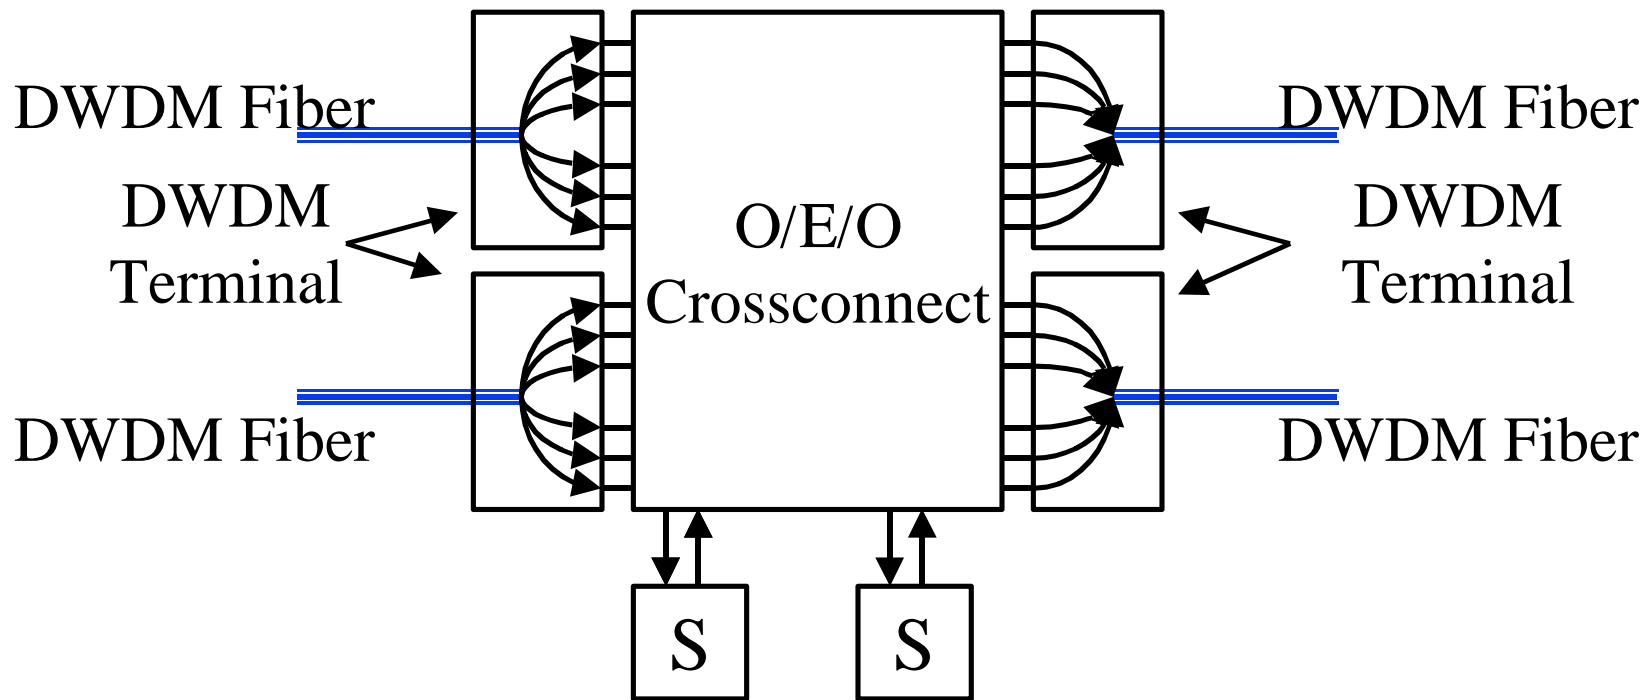 DWDM Fiber
DWDM Fiber
DWDM
Terminal
O/E/O
Crossconnect
DWDM
Terminal
DWDM Fiber
DWDM Fiber
S
S